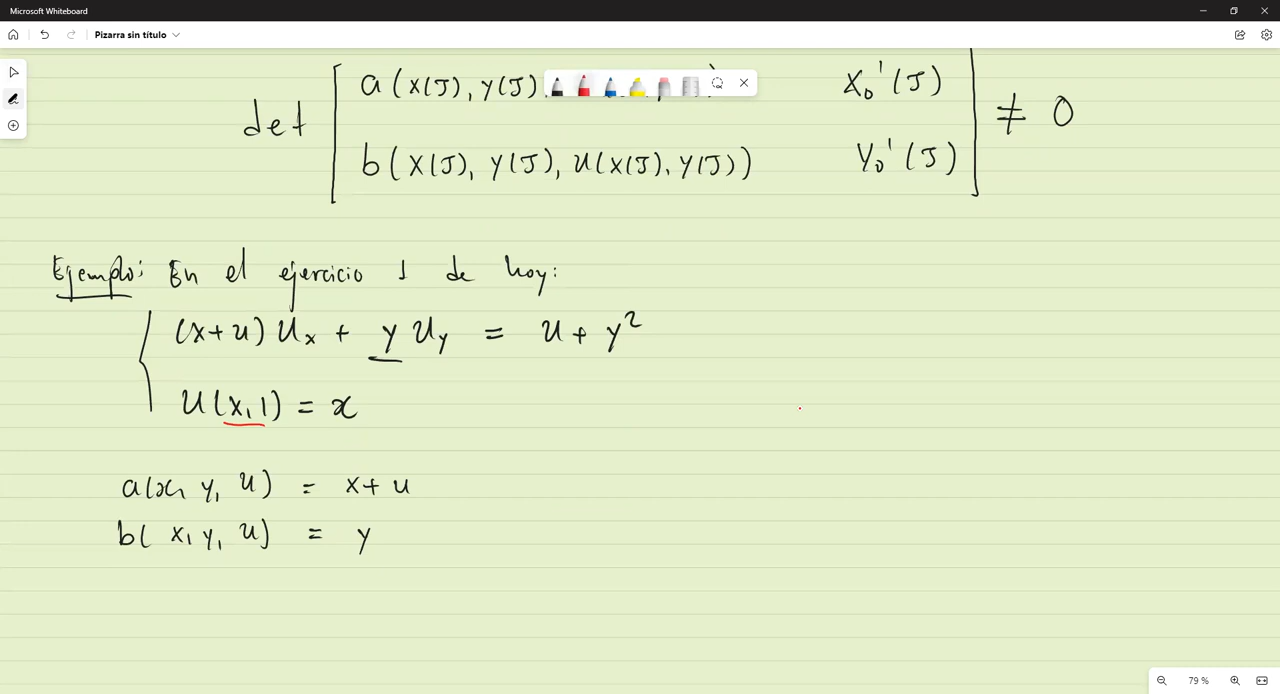 Microsoft Whiteboard
Pizarra sin título
det [ a(x(J), y(J), x₀'(J)
b(x(J), y(J), u(x(J), y(J)) y₀'(J) ] ≠ 0
Ejemplo: En el ejercicio 1 de hoy:
(x+u) Ux + y Uy = u + y²
u(x,1) = x
a(x, y, u) = x + u
b(x, y, u) = y
79 %